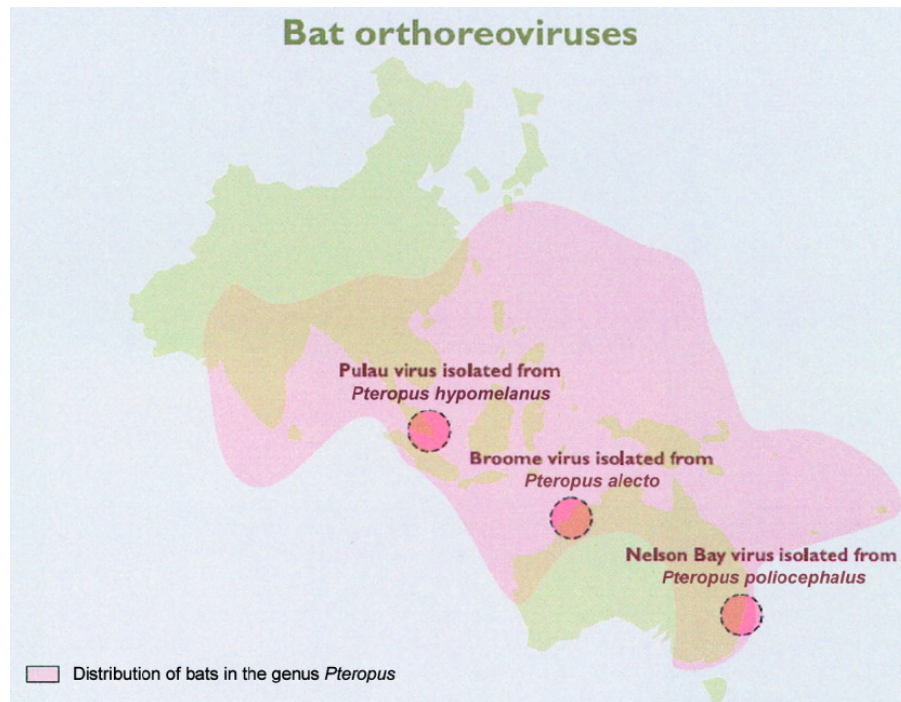 Bat orthoreoviruses
Pulau virus isolated from
Pteropus hypomelanus
Broome virus isolated from
Pteropus alecto
Nelson Bay virus isolated from
Pteropus poliocephalus
Distribution of bats in the genus Pteropus